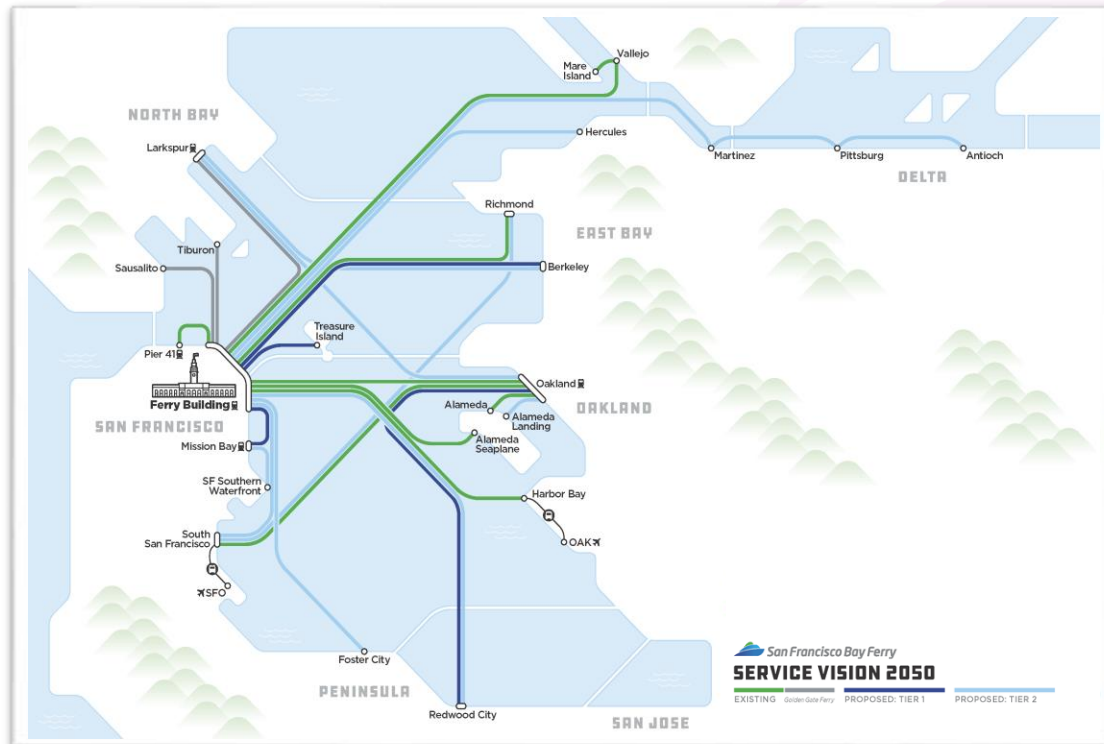 Vallejo
Mare
Island
NORTH BAY
Larkspur
Hercules
Martinez
Pittsburg
Antioch
DELTA
Richmond
EAST BAY
Tiburon
Sausalito
Berkeley
Treasure
Island
Pier 41
Ferry Building
SAN FRANCISCO
Oakland
OAKLAND
Alameda
Alameda
Landing
Alameda
Seaplane
Mission Bay
SF Southern
Waterfront
Harbor Bay
South
San Francisco
OAK
SFO
Foster City
PENINSULA
Redwood City
SAN JOSE
San Francisco Bay Ferry
SERVICE VISION 2050
EXISTING Golden Gate Ferry PROPOSED: TIER 1 PROPOSED: TIER 2